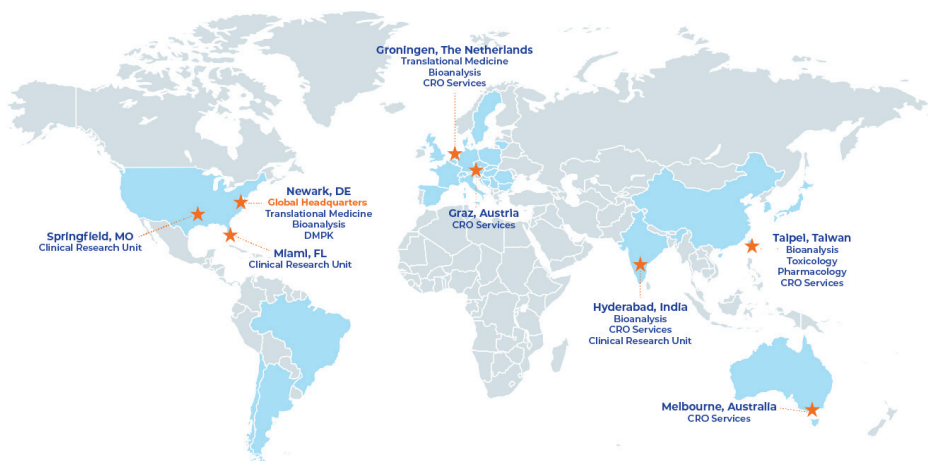 Groningen, The Netherlands
Translational Medicine
Bioanalysis
CRO Services
Newark, DE
Global Headquarters
Translational Medicine
Bioanalysis
DMPK
Springfield, MO
Clinical Research Unit
Miami, FL
Clinical Research Unit
Graz, Austria
CRO Services
Taipei, Taiwan
Bioanalysis
Toxicology
Pharmacology
CRO Services
Hyderabad, India
Bioanalysis
CRO Services
Clinical Research Unit
Melbourne, Australia
CRO Services